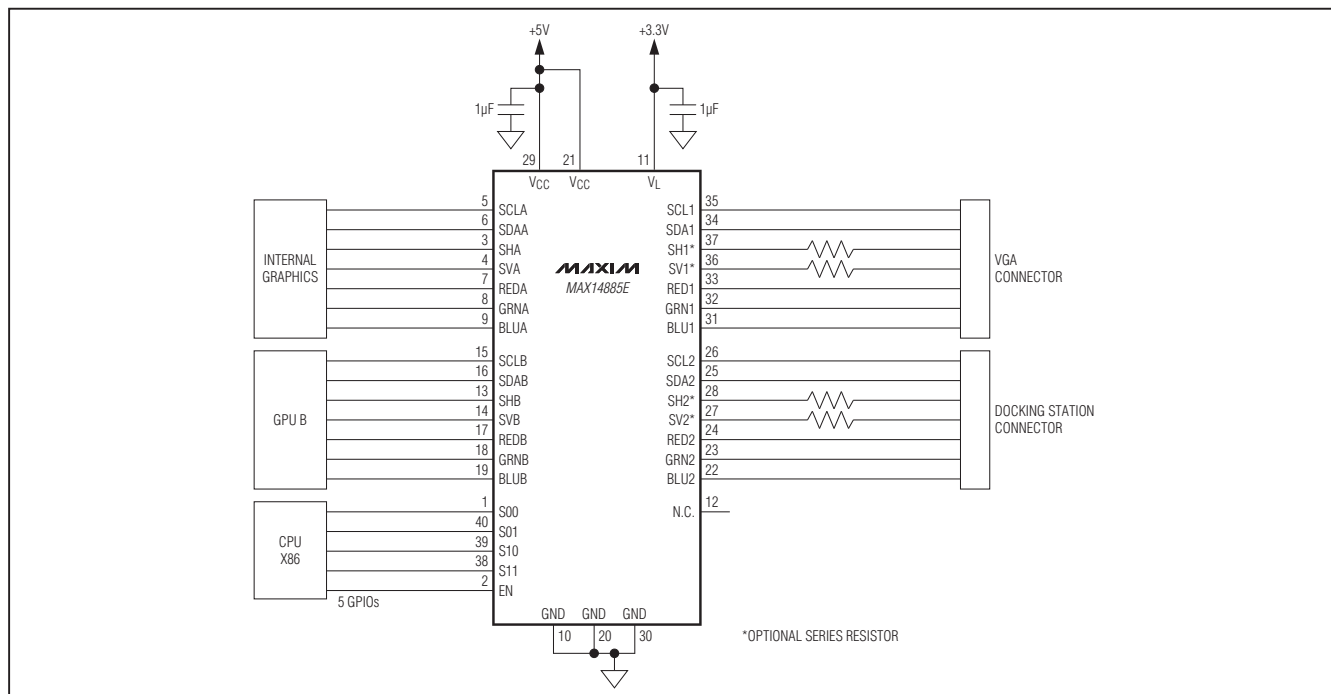 +5V
+3.3V
1µF
1µF
29
21
11
VCC
VCC
VL
INTERNAL
GRAPHICS
5
SCLA
6
SDAA
3
SHA
4
SVA
7
REDA
8
GRNA
9
BLUA
MAXIM
MAX14885E
SCL1
35
SDA1
34
SH1*
37
SV1*
36
RED1
33
GRN1
32
BLU1
31
VGA
CONNECTOR
GPU B
15
SCLB
16
SDAB
13
SHB
14
SVB
17
REDB
18
GRNB
19
BLUB
SCL2
26
SDA2
25
SH2*
28
SV2*
27
RED2
24
GRN2
23
BLU2
22
DOCKING STATION
CONNECTOR
CPU
X86
1
S00
40
S01
39
S10
38
S11
2
EN
5 GPIOs
N.C.
12
GND
GND
GND
10
20
30
*OPTIONAL SERIES RESISTOR